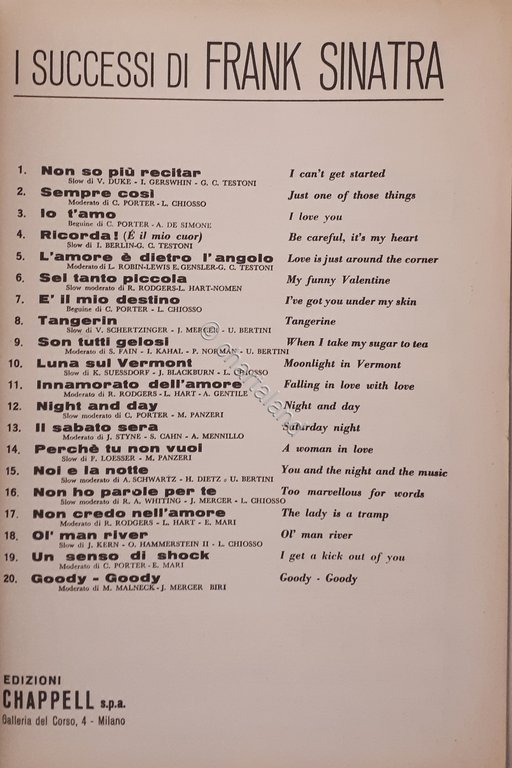 I SUCCESSI DI FRANK SINATRA
1. Non so più recitar I can't get started
Slow di V. DUKE - I. GERSWHIN - G. C. TESTONI
2. Sempre così Just one of those things
Moderato di C. PORTER - L. CHIOSSO
3. Io t'amo I love you
Beguine di C. PORTER - A. DE SIMONE
4. Ricorda! (É il mio cuor) Be careful, it's my heart
Slow di I. BERLIN-G. C. TESTONI
5. L'amore è dietro l'angolo Love is just around the corner
Moderato di L. ROBIN-LEWIS E. GENSLER-G. C. TESTONI
6. Sei tanto piccola My funny Valentine
Slow moderato di R. RODGERS-L. HART-NOMEN
7. E' il mio destino I've got you under my skin
Beguine di C. PORTER - L. CHIOSSO
8. Tangerin Tangerine
Slow di V. SCHERTZINGER - J. MERCER - U. BERTINI
9. Son tutti gelosi When I take my sugar to tea
Moderato di S. FAIN - I. KAHAL - P. NORMAN - U. BERTINI
10. Luna sul Vermont Moonlight in Vermont
Slow di K. SUESSDORF - J. BLACKBURN - L. CHIOSSO
11. Innamorato dell'amore Falling in love with love
Moderato di R. RODGERS - L. HART - A. GENTILE
12. Night and day Night and day
Slow moderato di C. PORTER - M. PANZERI
13. Il sabato sera Saturday night
Moderato di J. STYNE - S. CAHN - A. MENNILLO
14. Perchè tu non vuoi A woman in love
Slow di F. LOESSER - M. PANZERI
15. Noi e la notte You and the night and the music
Slow moderato di A. SCHWARTZ - H. DIETZ - U. BERTINI
16. Non ho parole per te Too marvellous for words
Slow moderato di R. A. WHITING - J. MERCER - L. CHIOSSO
17. Non credo nell'amore The lady is a tramp
Moderato di R. RODGERS - L. HART - E. MARI
18. Ol' man river Ol' man river
Slow di J. KERN - O. HAMMERSTEIN II - L. CHIOSSO
19. Un senso di shock I get a kick out of you
Moderato di C. PORTER - E. MARI
20. Goody - Goody Goody - Goody
Moderato di M. MALNECK - J. MERCER BIRI
EDIZIONI
CHAPPELL s.p.a.
Galleria del Corso, 4 - Milano